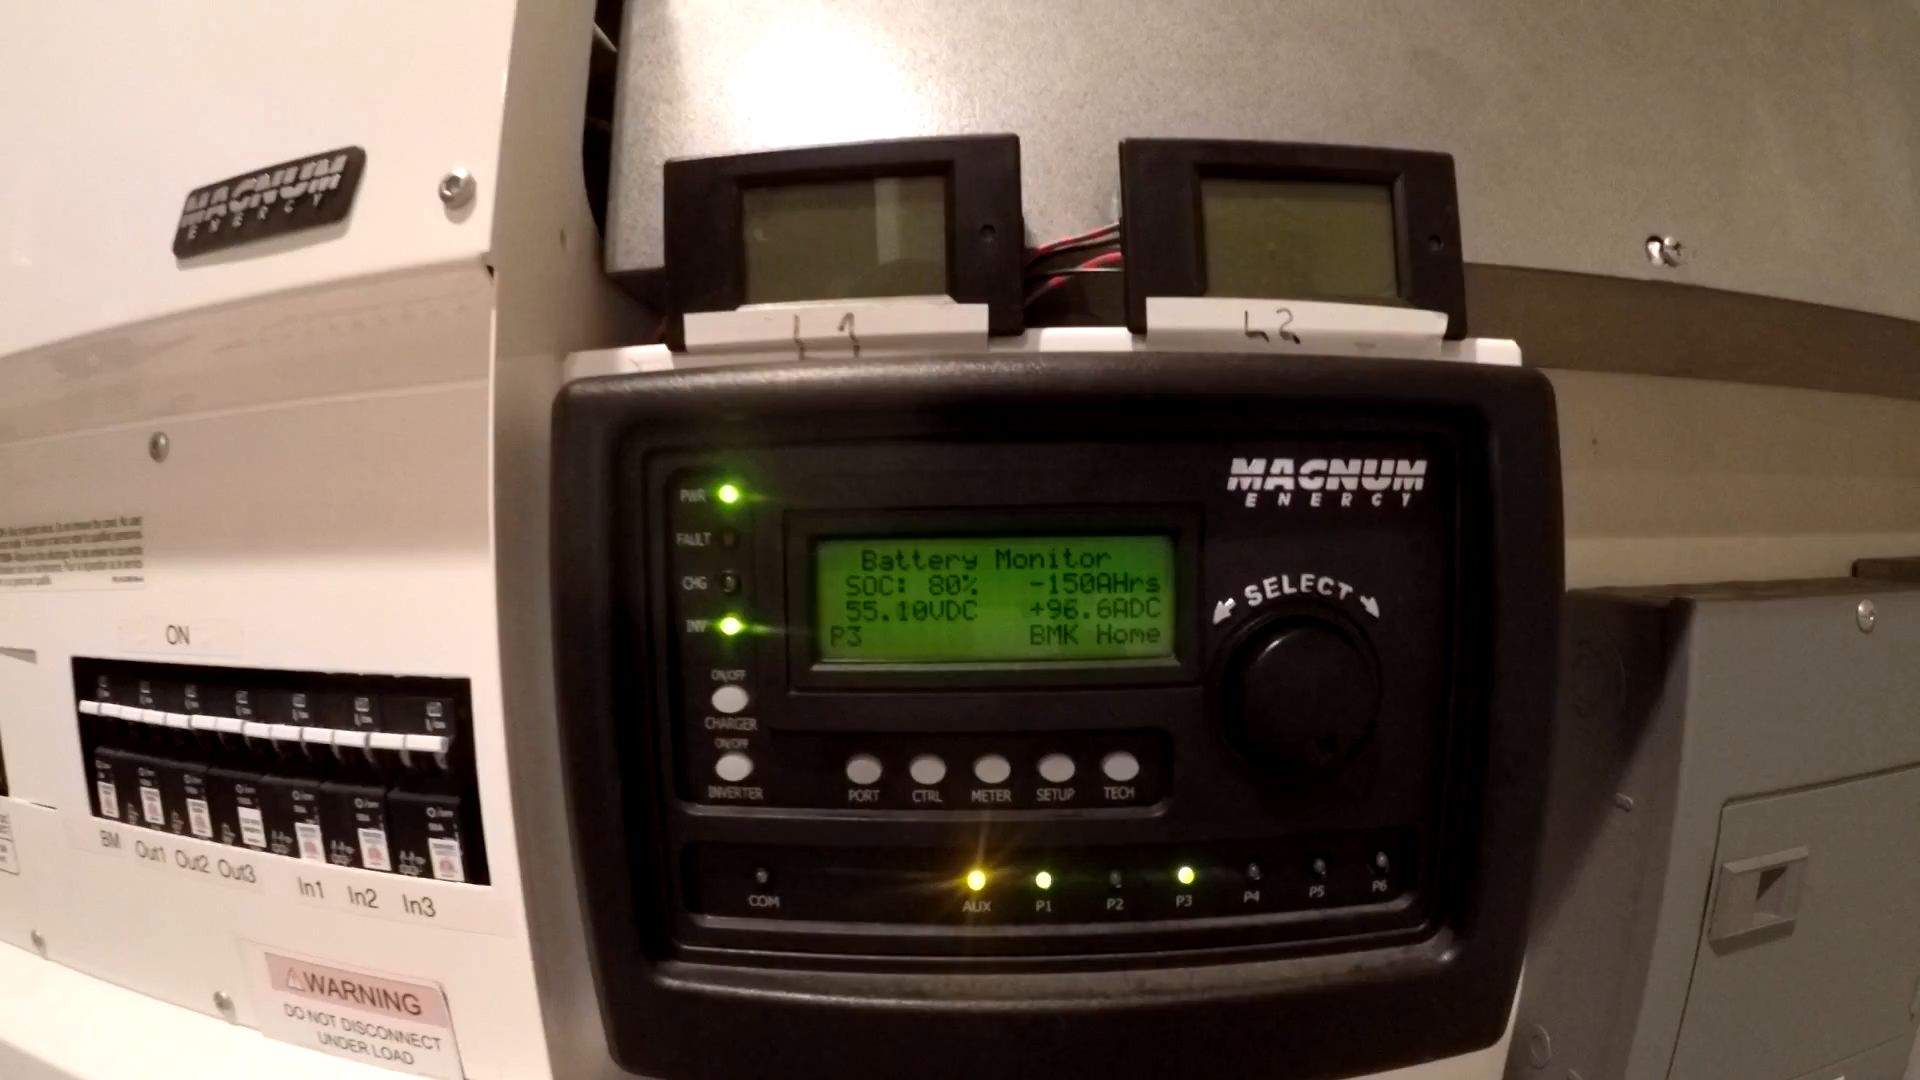 MAGNUM
ENERGY
L1
L2
MAGNUM
ENERGY
PWR
FAULT
CHG
INV
Battery Monitor
SOC: 80% -150AHrs
55.10VDC +96.6ADC
P3 BMK Home
SELECT
ON/OFF
CHARGER
ON/OFF
INVERTER
PORT CTRL METER SETUP TECH
COM AUX P1 P2 P3 P4 P5 P6
ON
BM Out1 Out2 Out3 In1 In2 In3
WARNING
DO NOT DISCONNECT
UNDER LOAD